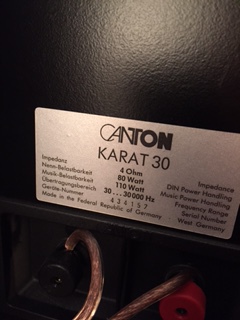 CANTON
KARAT 30
Impedanz 4 Ohm Impedance
Nenn-Belastbarkeit 80 Watt DIN Power Handling
Musik-Belastbarkeit 110 Watt Music Power Handling
Übertragungsbereich 30...30000 Hz Frequency Range
Geräte-Nummer 434157 Serial Number
Made in the Federal Republic of Germany West Germany